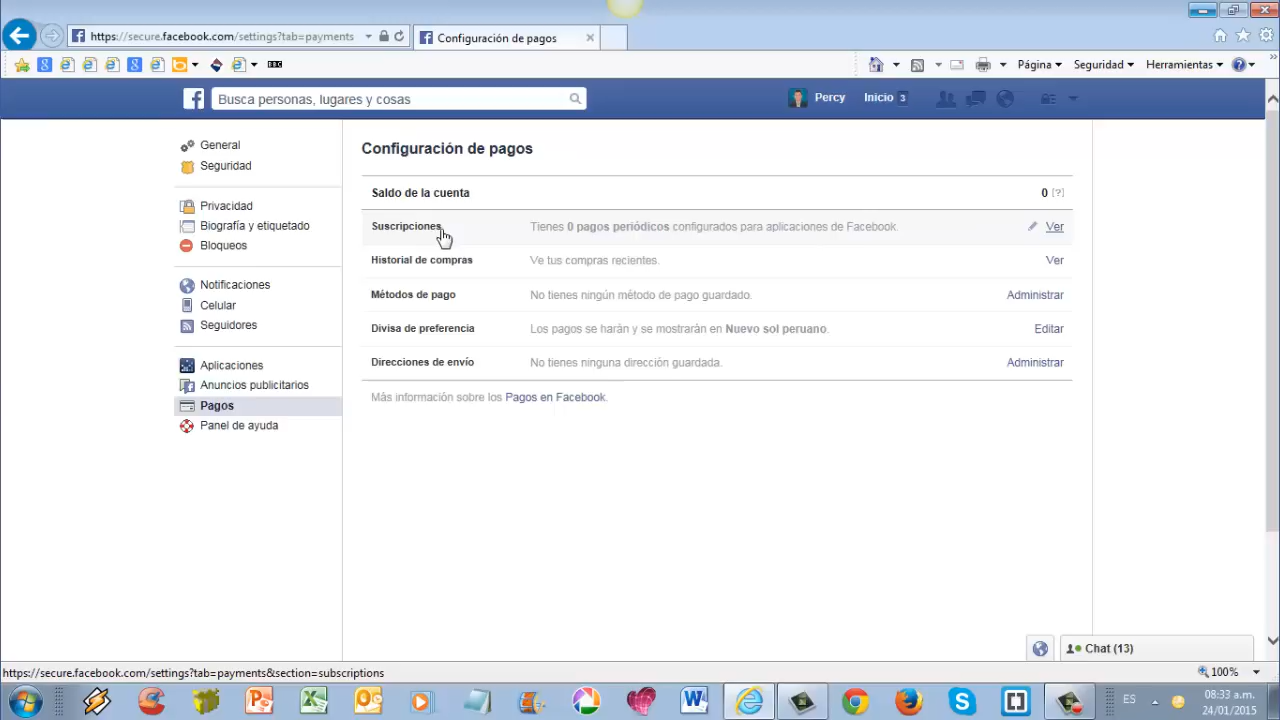 https://secure.facebook.com/settings?tab=payments
Configuración de pagos
Página
Seguridad
Herramientas
Busca personas, lugares y cosas
Percy
Inicio 3
General
Seguridad
Privacidad
Biografía y etiquetado
Bloqueos
Notificaciones
Celular
Seguidores
Aplicaciones
Anuncios publicitarios
Pagos
Panel de ayuda
Configuración de pagos
Saldo de la cuenta 0 [?]
Suscripciones Tienes 0 pagos periódicos configurados para aplicaciones de Facebook. Ver
Historial de compras Ve tus compras recientes. Ver
Métodos de pago No tienes ningún método de pago guardado. Administrar
Divisa de preferencia Los pagos se harán y se mostrarán en Nuevo sol peruano. Editar
Direcciones de envío No tienes ninguna dirección guardada. Administrar
Más información sobre los Pagos en Facebook.
Chat (13)
https://secure.facebook.com/settings?tab=payments&section=subscriptions
100%
ES
08:33 a.m.
24/01/2015